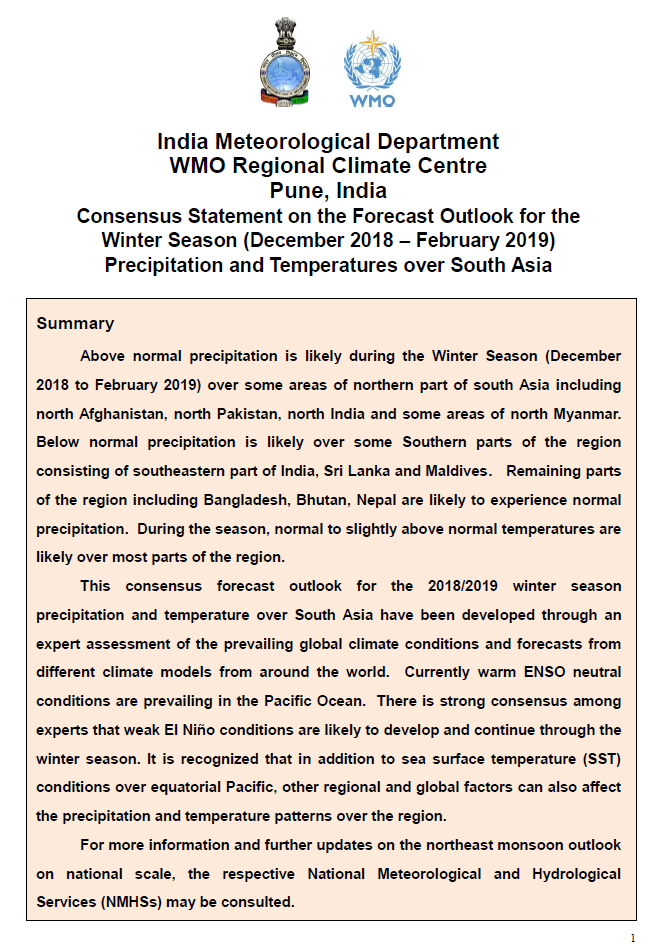 WMO
India Meteorological Department
WMO Regional Climate Centre
Pune, India
Consensus Statement on the Forecast Outlook for the
Winter Season (December 2018 – February 2019)
Precipitation and Temperatures over South Asia
Summary
Above normal precipitation is likely during the Winter Season (December
2018 to February 2019) over some areas of northern part of south Asia including
north Afghanistan, north Pakistan, north India and some areas of north Myanmar.
Below normal precipitation is likely over some Southern parts of the region
consisting of southeastern part of India, Sri Lanka and Maldives. Remaining parts
of the region including Bangladesh, Bhutan, Nepal are likely to experience normal
precipitation. During the season, normal to slightly above normal temperatures are
likely over most parts of the region.
This consensus forecast outlook for the 2018/2019 winter season
precipitation and temperature over South Asia have been developed through an
expert assessment of the prevailing global climate conditions and forecasts from
different climate models from around the world. Currently warm ENSO neutral
conditions are prevailing in the Pacific Ocean. There is strong consensus among
experts that weak El Niño conditions are likely to develop and continue through the
winter season. It is recognized that in addition to sea surface temperature (SST)
conditions over equatorial Pacific, other regional and global factors can also affect
the precipitation and temperature patterns over the region.
For more information and further updates on the northeast monsoon outlook
on national scale, the respective National Meteorological and Hydrological
Services (NMHSs) may be consulted.
1